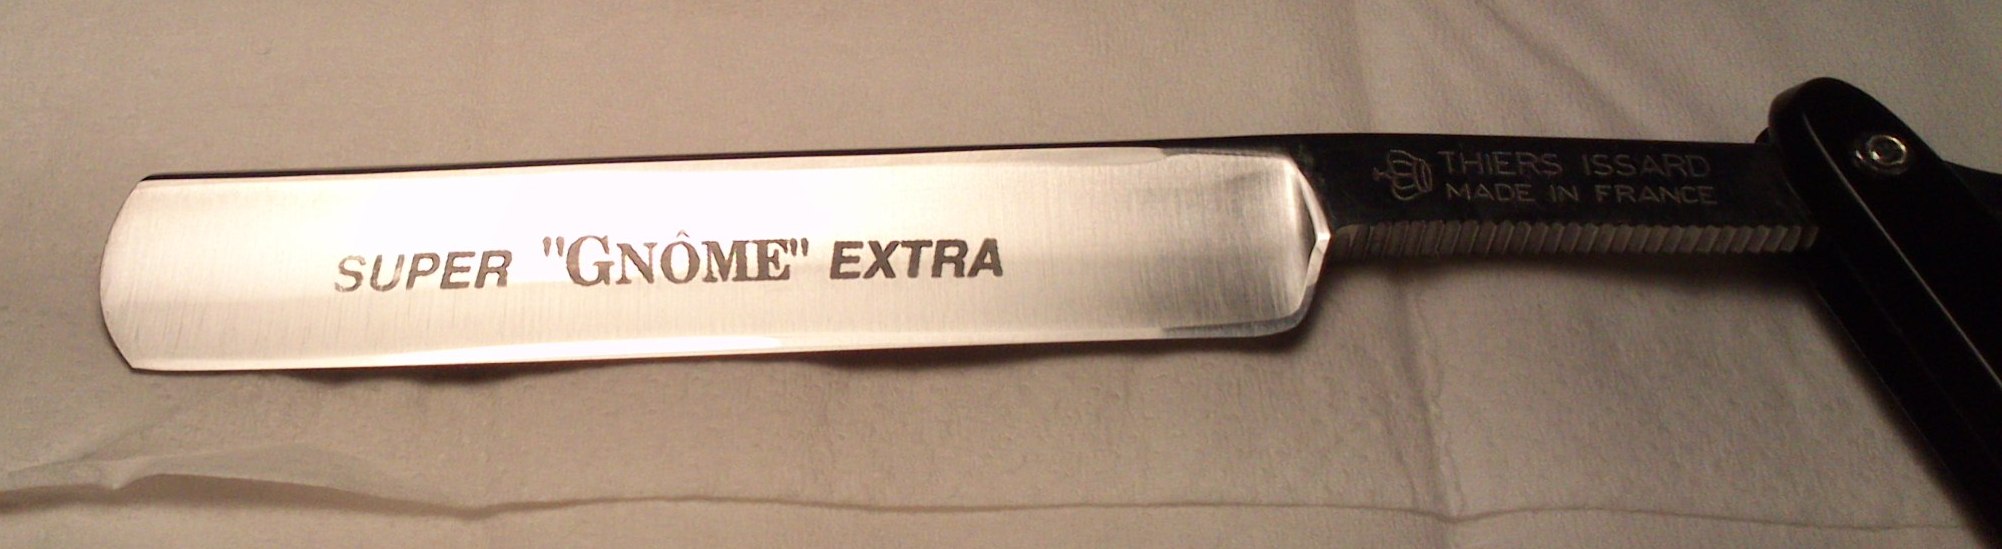 SUPER "GNÔME" EXTRA
THIERS ISSARD
MADE IN FRANCE